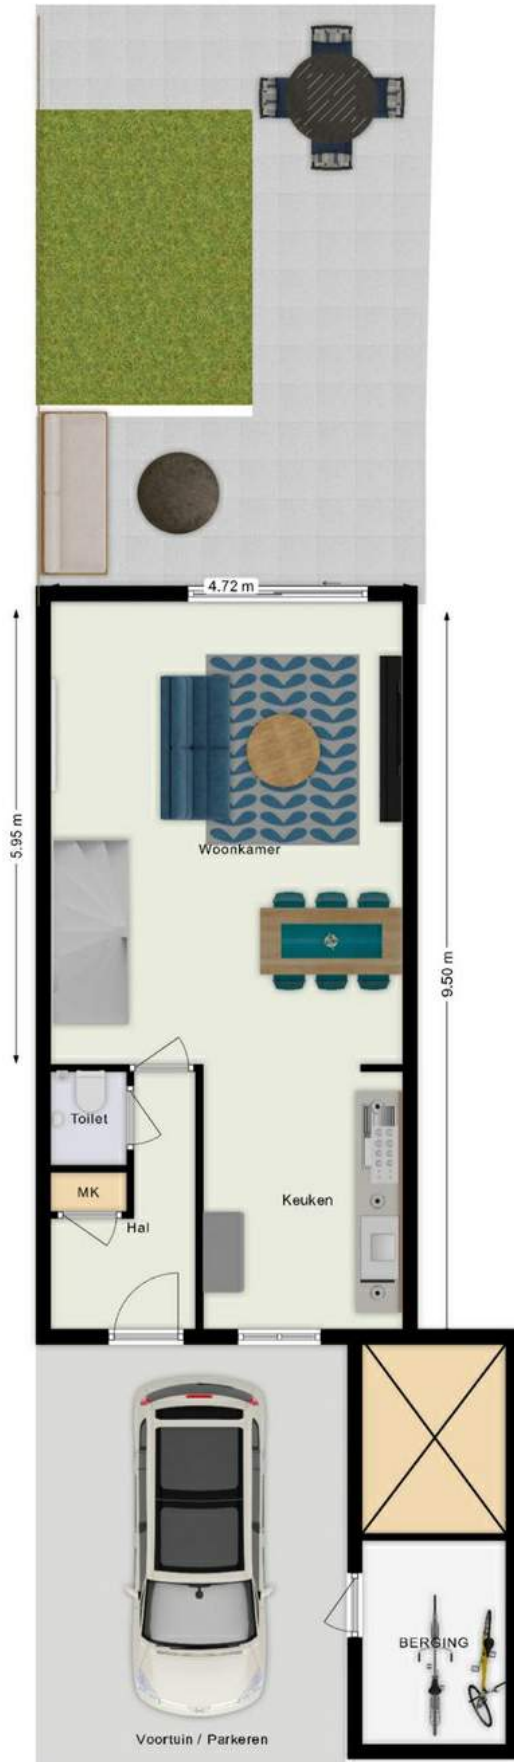 4.72 m
5.95 m
Woonkamer
9.50 m
Toilet
MK
Hal
Keuken
BERGING
Voortuin / Parkeren